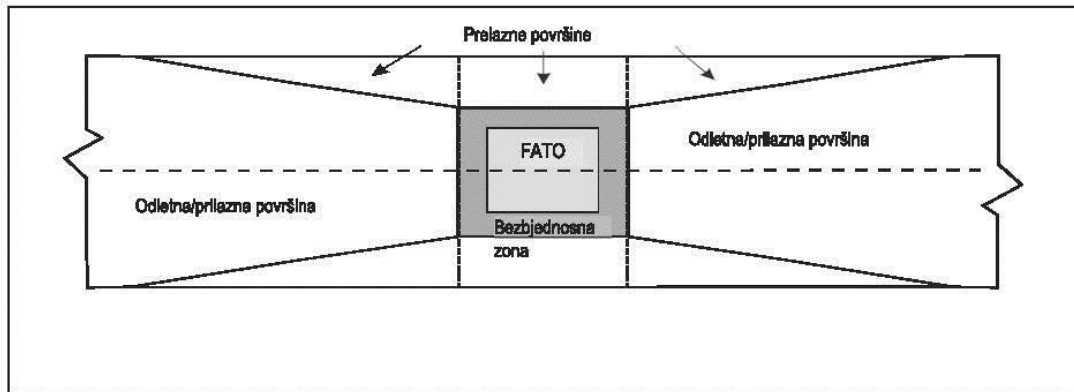 Prelazne površine
FATO
Odletna/prilazna površina
Odletna/prilazna površina
Bezbjednosna
zona